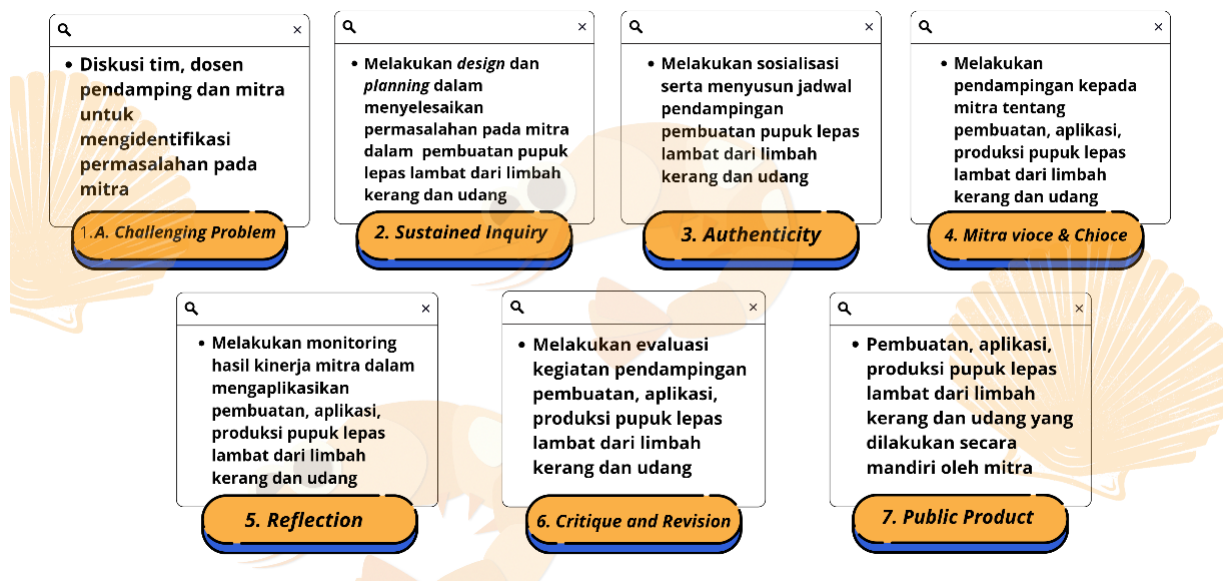 • Diskusi tim, dosen
pendamping dan mitra
untuk
mengidentifikasi
permasalahan pada
mitra
1.A. Challenging Problem
• Melakukan design dan
planning dalam
menyelesaikan
permasalahan pada mitra
dalam pembuatan pupuk
lepas lambat dari limbah
kerang dan udang
2. Sustained Inquiry
• Melakukan sosialisasi
serta menyusun jadwal
pendampingan
pembuatan pupuk lepas
lambat dari limbah
kerang dan udang
3. Authenticity
• Melakukan
pendampingan kepada
mitra tentang
pembuatan, aplikasi,
produksi pupuk lepas
lambat dari limbah
kerang dan udang
4. Mitra vioce & Chioce
• Melakukan monitoring
hasil kinerja mitra dalam
mengaplikasikan
pembuatan, aplikasi,
produksi pupuk lepas
lambat dari limbah
kerang dan udang
5. Reflection
• Melakukan evaluasi
kegiatan pendampingan
pembuatan, aplikasi,
produksi pupuk lepas
lambat dari limbah
kerang dan udang
6. Critique and Revision
• Pembuatan, aplikasi,
produksi pupuk lepas
lambat dari limbah
kerang dan udang yang
dilakukan secara
mandiri oleh mitra
7. Public Product